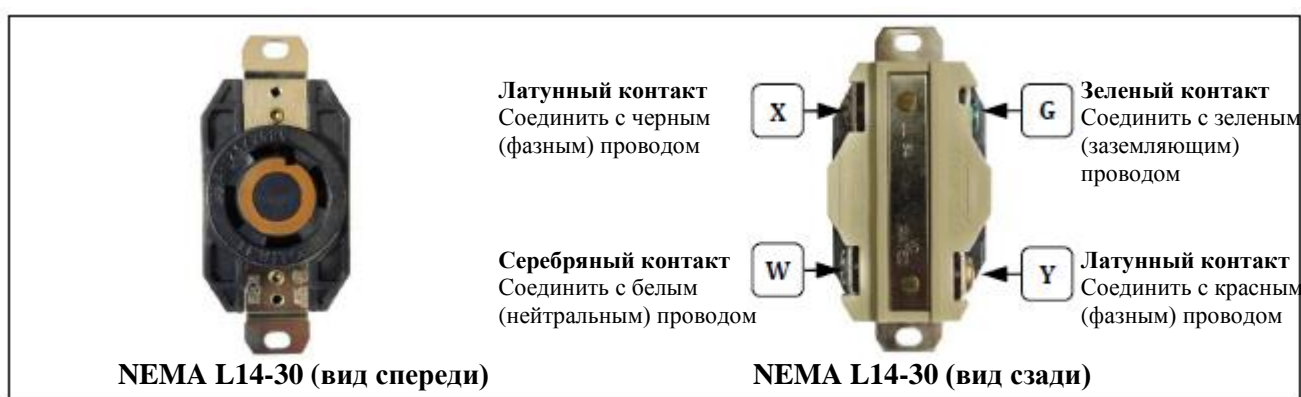 Латунный контакт
Соединить с черным
(фазным) проводом
X
G
Зеленый контакт
Соединить с зеленым
(заземляющим)
проводом
Серебряный контакт
Соединить с белым
(нейтральным) проводом
W
Y
Латунный контакт
Соединить с красным
(фазным) проводом
NEMA L14-30 (вид спереди)
NEMA L14-30 (вид сзади)